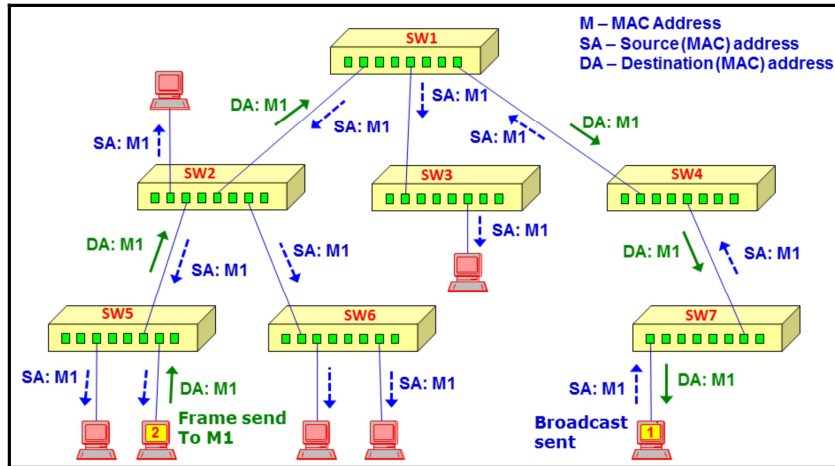 SW1
M – MAC Address
SA – Source (MAC) address
DA – Destination (MAC) address
DA: M1
SA: M1
SA: M1
SA: M1
DA: M1
SA: M1
SW2
SW3
SW4
DA: M1
SA: M1
SA: M1
SA: M1
DA: M1
SA: M1
SW5
SW6
SW7
SA: M1
DA: M1
SA: M1
SA: M1
DA: M1
2
Frame send
To M1
Broadcast
sent
1